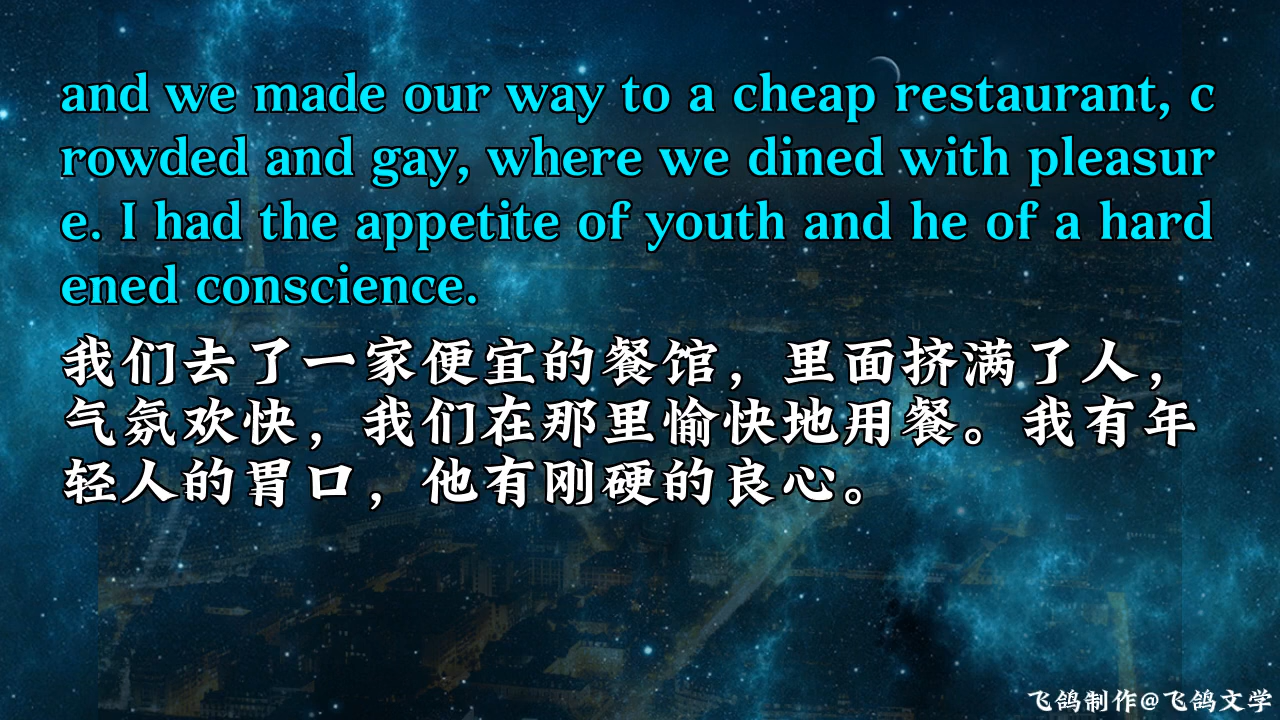 and we made our way to a cheap restaurant, c
rowded and gay, where we dined with pleasur
e. I had the appetite of youth and he of a hard
ened conscience.
我们去了一家便宜的餐馆，里面挤满了人，
气氛欢快，我们在那里愉快地用餐。我有年
轻人的胃口，他有刚硬的良心。
飞鸽制作@飞鸽文学